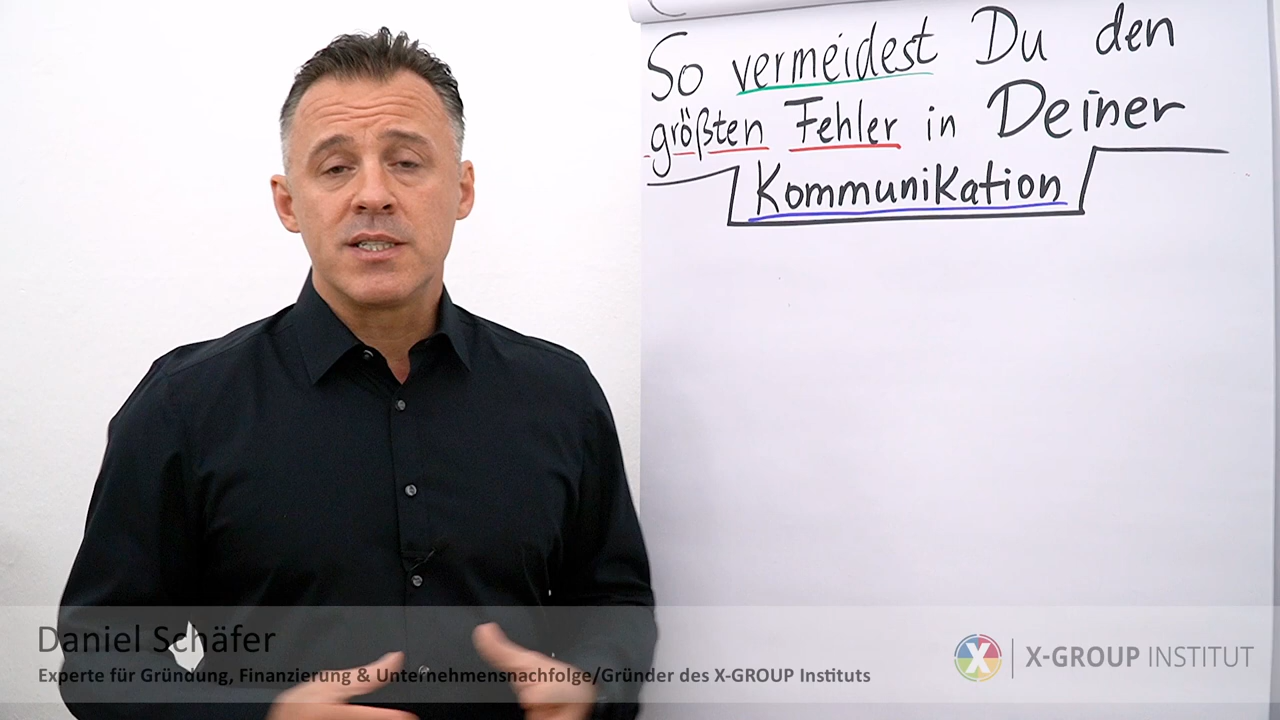 So vermeidest Du den
größten Fehler in Deiner
Kommunikation
Daniel Schäfer
Experte für Gründung, Finanzierung & Unternehmensnachfolge/Gründer des X-GROUP Instituts
X-GROUP INSTITUT